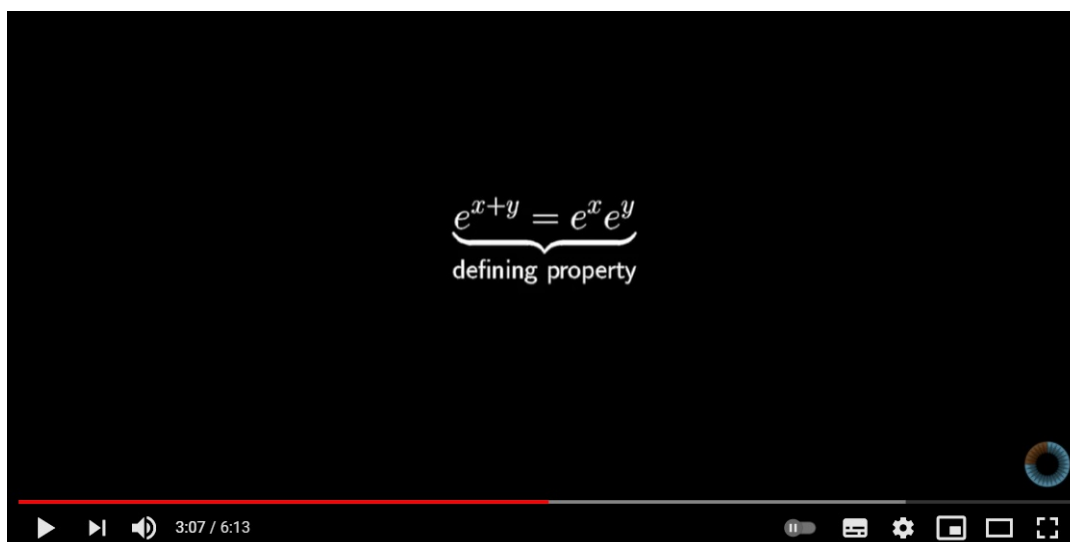 e^{x+y} = e^x e^y
defining property
3:07 / 6:13